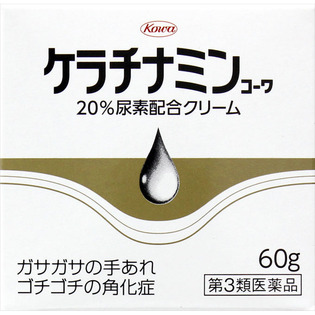 Kowa
ケラチナミンコーワ
20％尿素配合クリーム
ガサガサの手あれ
ゴチゴチの角化症
60g
第3類医薬品